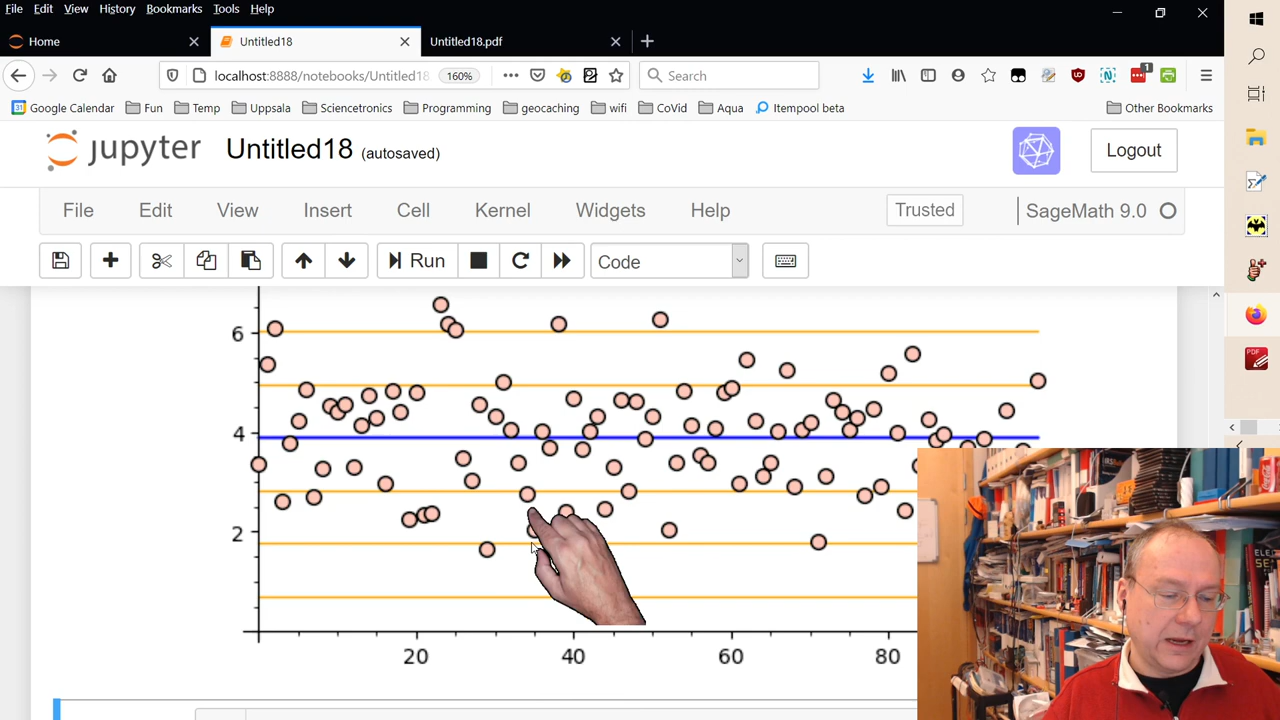 File Edit View History Bookmarks Tools Help
Home Untitled18 Untitled18.pdf
localhost:8888/notebooks/Untitled18 160% Search 1
31 Google Calendar Fun Temp Uppsala Sciencetronics Programming geocaching wifi CoVid Aqua Itempool beta Other Bookmarks
jupyter Untitled18 (autosaved) Logout
File Edit View Insert Cell Kernel Widgets Help Trusted SageMath 9.0
Run Code
6
4
2
20 40 60 80
PDF